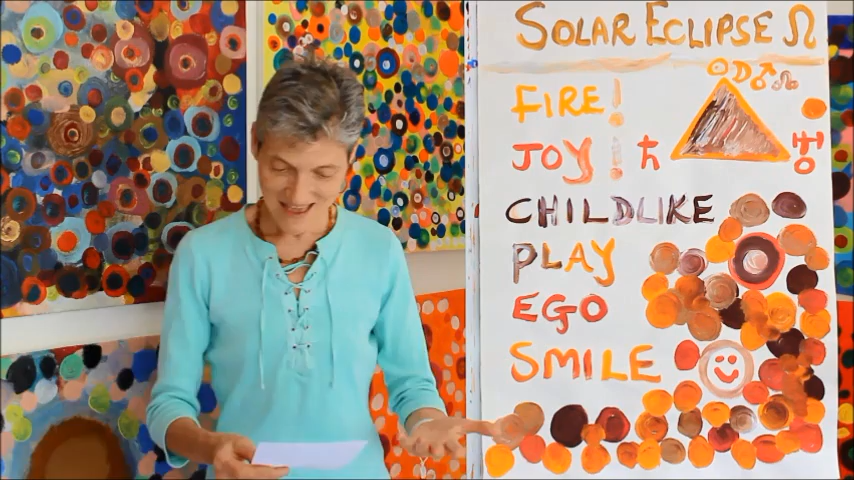 SOLAR ECLIPSE ♌
☉☽♂☊
FIRE!
JOY! ♄ ♅
CHILDLIKE
PLAY
EGO
SMILE